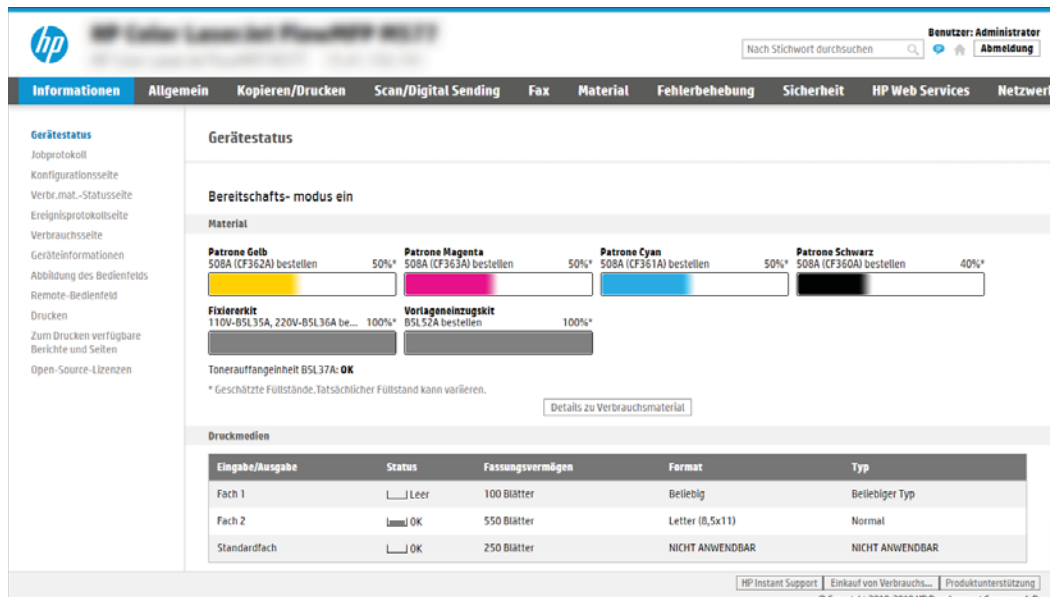 hp
Benutzer: Administrator
Nach Stichwort durchsuchen
Abmeldung
Informationen Allgemein Kopieren/Drucken Scan/Digital Sending Fax Material Fehlerbehebung Sicherheit HP Web Services
Gerätestatus
Jobprotokoll
Konfigurationsseite
Verbr.mat.-Statusseite
Ereignisprotokollseite
Verbrauchsseite
Geräteinformationen
Abbildung des Bedienfelds
Remote-Bedienfeld
Drucken
Zum Drucken verfügbare
Berichte und Seiten
Open-Source-Lizenzen
Gerätestatus
Bereitschafts- modus ein
Material
Patrone Gelb
508A (CF362A) bestellen 50%*
Patrone Magenta
508A (CF363A) bestellen 50%*
Patrone Cyan
508A (CF361A) bestellen 50%*
Patrone Schwarz
508A (CF360A) bestellen 40%*
Fixiererkit
110V-B5L35A, 220V-B5L36A be... 100%*
Vorlageneinzugskit
B5L52A bestellen 100%*
Tonerauffangeinheit B5L37A: OK
* Geschätzte Füllstände.Tatsächlicher Füllstand kann variieren.
Details zu Verbrauchsmaterial
Druckmedien
Eingabe/Ausgabe Status Fassungsvermögen Format Typ
Fach 1 Leer 100 Blätter Beliebig Beliebiger Typ
Fach 2 OK 550 Blätter Letter (8,5x11) Normal
Standardfach OK 250 Blätter NICHT ANWENDBAR NICHT ANWENDBAR
HP Instant Support Einkauf von Verbrauchs... Produktunterstützung